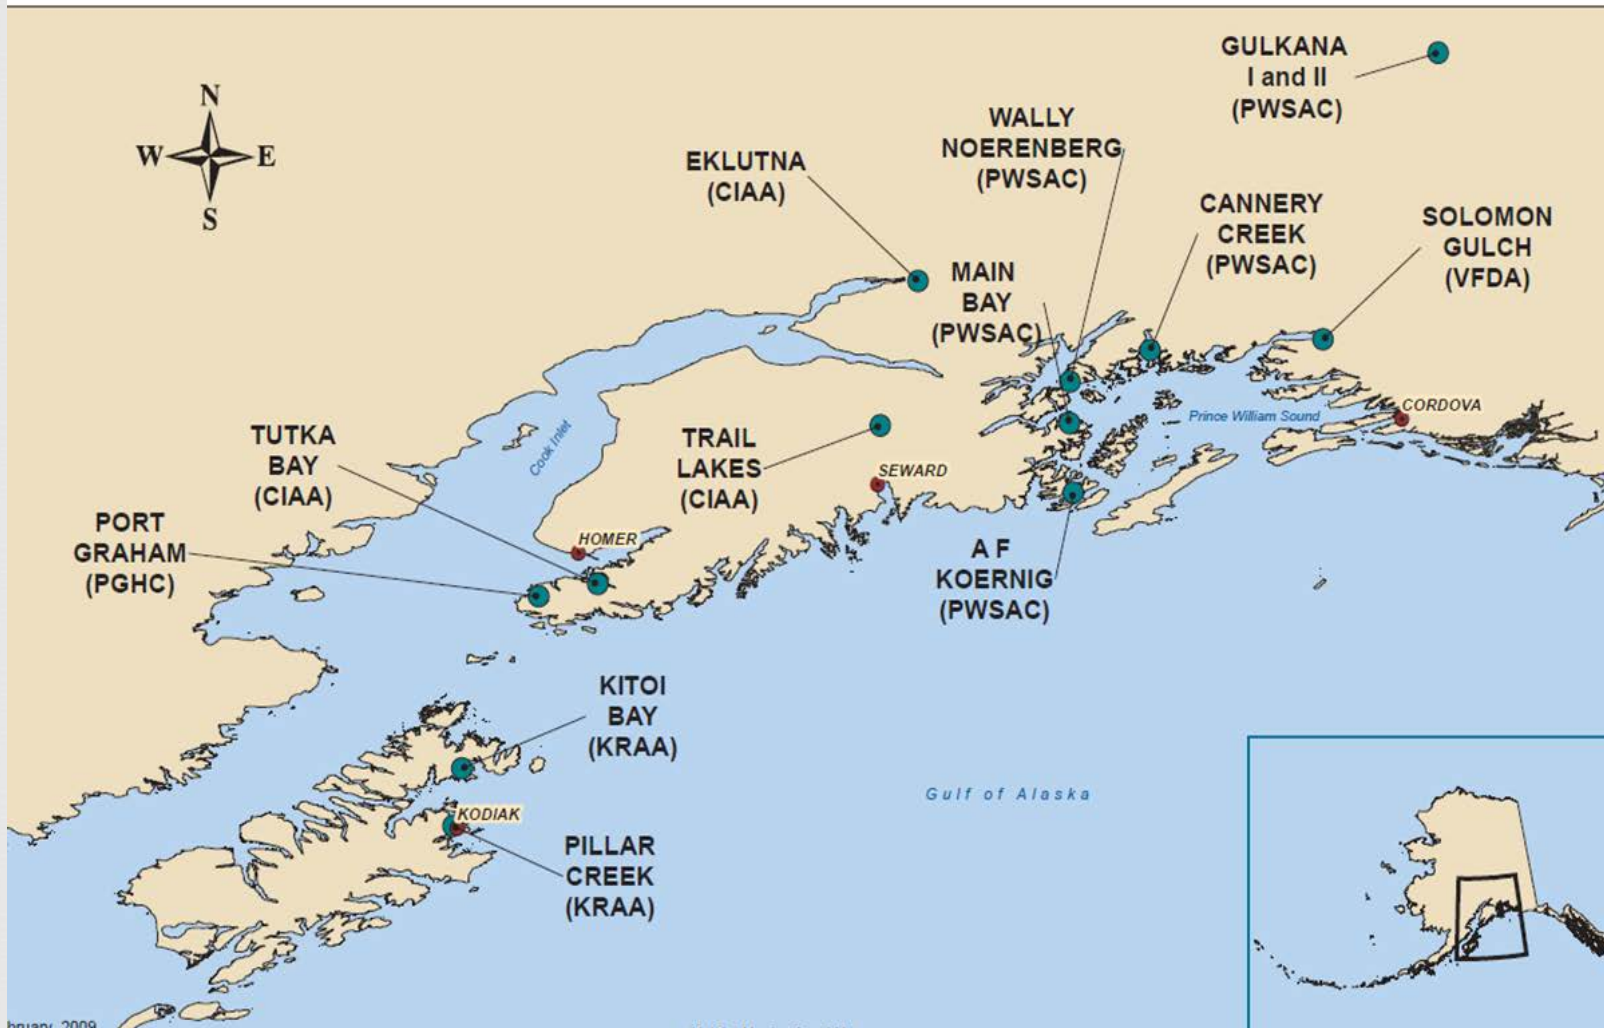 GULKANA
I and II
(PWSAC)
N
W
E
S
WALLY
NOERENBERG
(PWSAC)
EKLUTNA
(CIAA)
CANNERY
CREEK
(PWSAC)
SOLOMON
GULCH
(VFDA)
MAIN
BAY
(PWSAC)
CORDOVA
Prince William Sound
Cook Inlet
TUTKA
BAY
(CIAA)
TRAIL
LAKES
(CIAA)
SEWARD
PORT
GRAHAM
(PGHC)
HOMER
A F
KOERNIG
(PWSAC)
KITOI
BAY
(KRAA)
Gulf of Alaska
KODIAK
PILLAR
CREEK
(KRAA)
2009